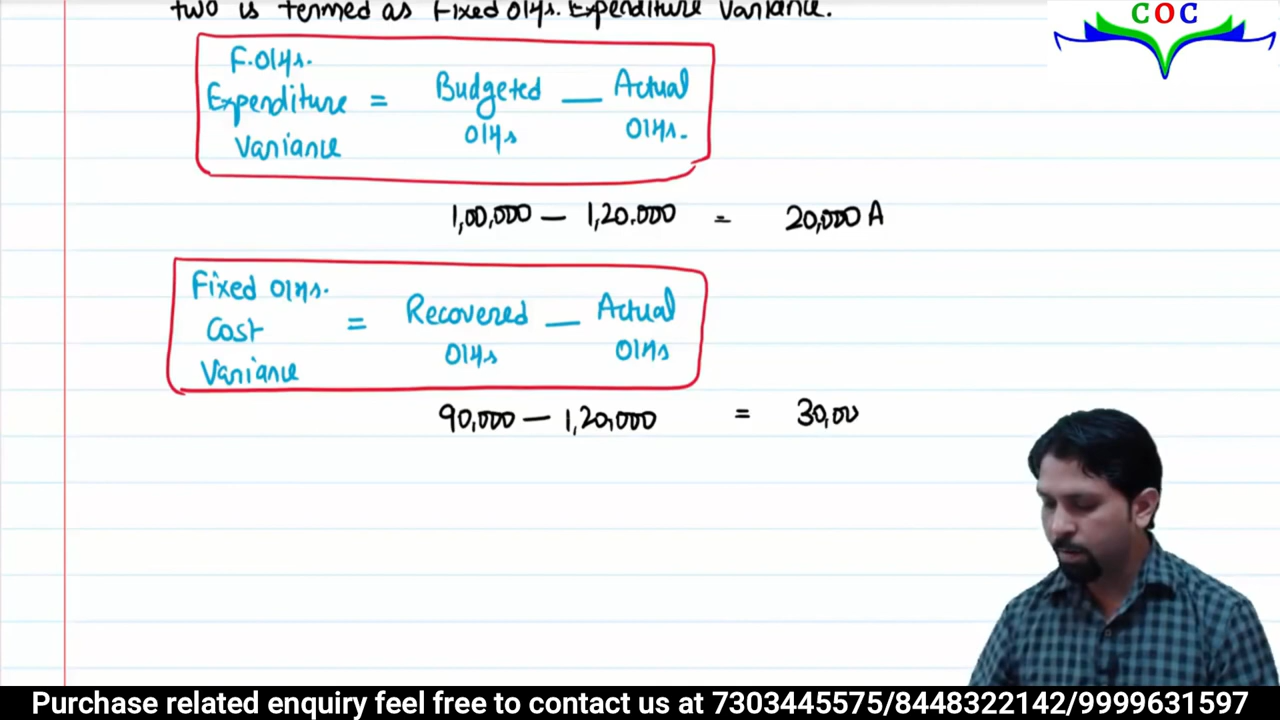 two is termed as Fixed O/Hs. Expenditure Variance.
COC
F.O/Hs.
Expenditure = Budgeted — Actual
Variance O/Hs O/Hs.
1,00,000 — 1,20,000 = 20,000 A
Fixed O/Hs.
Cost = Recovered — Actual
Variance O/Hs O/Hs
90,000 — 1,20,000 = 30,00
Purchase related enquiry feel free to contact us at 7303445575/8448322142/9999631597